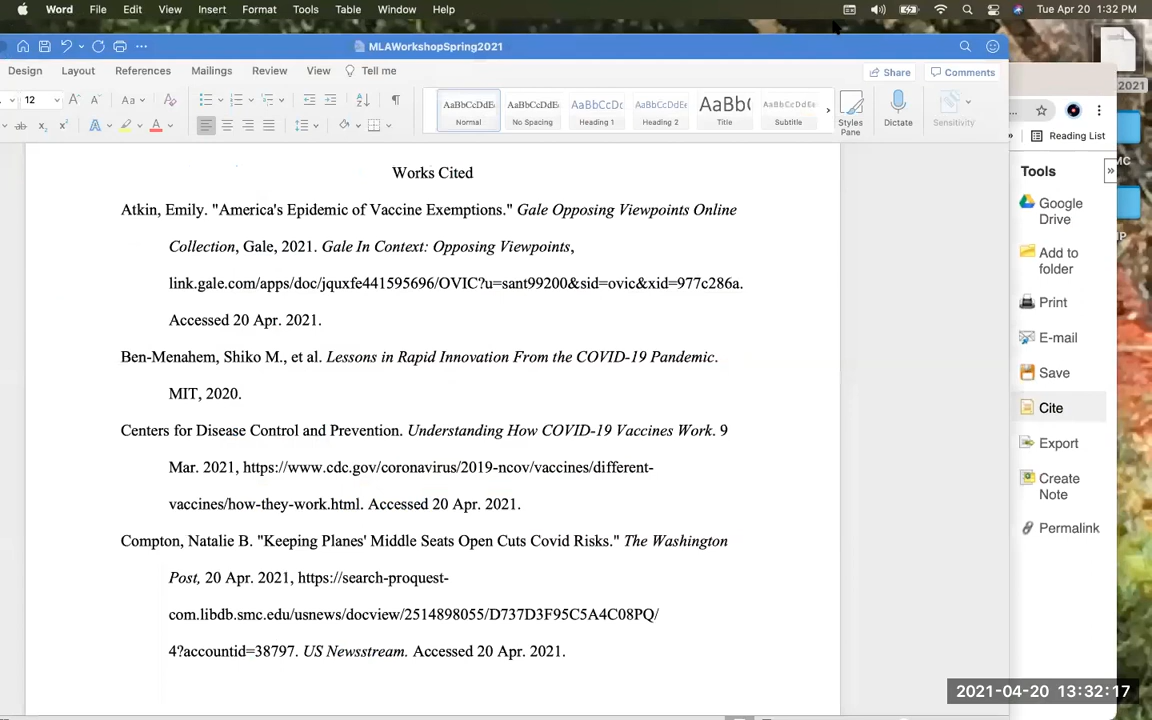 Word File Edit View Insert Format Tools Table Window Help Tue Apr 20 1:32 PM
MLAWorkshopSpring2021
Design Layout References Mailings Review View Tell me Share Comments
12 Aa
AaBbCcDdEe AaBbCcDdEe AaBbCcDc AaBbCcDdEe AaBb( AaBbCcDdEe
Normal No Spacing Heading 1 Heading 2 Title Subtitle Styles Pane Dictate Sensitivity
2021
Reading List
Works Cited
Atkin, Emily. "America's Epidemic of Vaccine Exemptions." Gale Opposing Viewpoints Online
Collection, Gale, 2021. Gale In Context: Opposing Viewpoints,
link.gale.com/apps/doc/jquxfe441595696/OVIC?u=sant99200&sid=ovic&xid=977c286a.
Accessed 20 Apr. 2021.
Ben-Menahem, Shiko M., et al. Lessons in Rapid Innovation From the COVID-19 Pandemic.
MIT, 2020.
Centers for Disease Control and Prevention. Understanding How COVID-19 Vaccines Work. 9
Mar. 2021, https://www.cdc.gov/coronavirus/2019-ncov/vaccines/different-
vaccines/how-they-work.html. Accessed 20 Apr. 2021.
Compton, Natalie B. "Keeping Planes' Middle Seats Open Cuts Covid Risks." The Washington
Post, 20 Apr. 2021, https://search-proquest-
com.libdb.smc.edu/usnews/docview/2514898055/D737D3F95C5A4C08PQ/
4?accountid=38797. US Newsstream. Accessed 20 Apr. 2021.
Tools
Google
Drive
Add to
folder
Print
E-mail
Save
Cite
Export
Create
Note
Permalink
2021-04-20 13:32:17